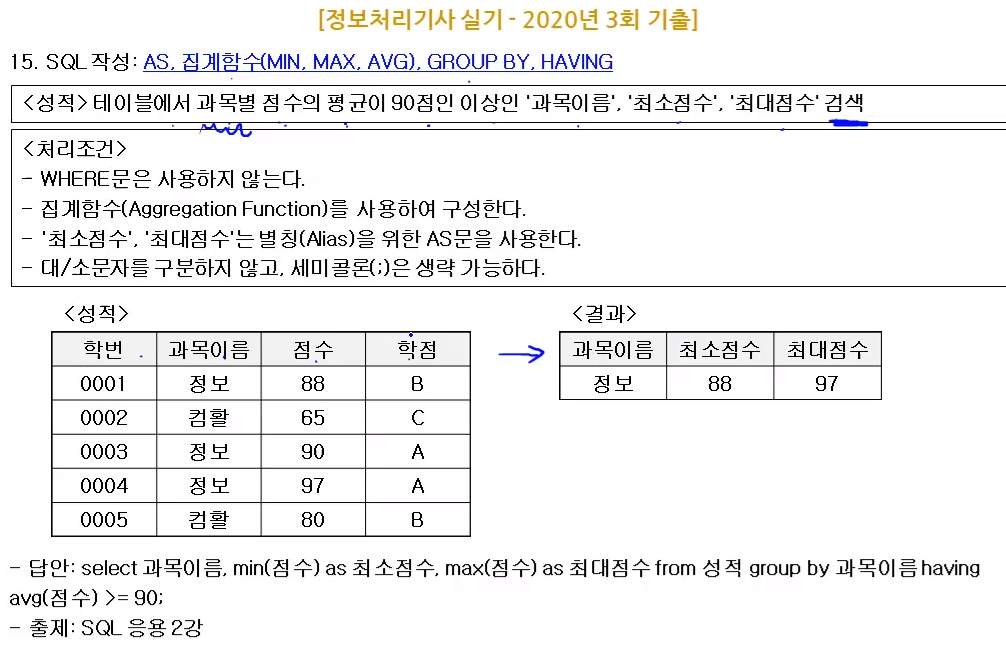 [정보처리기사 실기 - 2020년 3회 기출]
15. SQL 작성: AS, 집계함수(MIN, MAX, AVG), GROUP BY, HAVING
<성적> 테이블에서 과목별 점수의 평균이 90점인 이상인 '과목이름', '최소점수', '최대점수' 검색
<처리조건>
- WHERE문은 사용하지 않는다.
- 집계함수(Aggregation Function)를 사용하여 구성한다.
- '최소점수', '최대점수'는 별칭(Alias)을 위한 AS문을 사용한다.
- 대/소문자를 구분하지 않고, 세미콜론(;)은 생략 가능하다.
<성적>
학번 과목이름 점수 학점
0001 정보 88 B
0002 컴활 65 C
0003 정보 90 A
0004 정보 97 A
0005 컴활 80 B
<결과>
과목이름 최소점수 최대점수
정보 88 97
- 답안: select 과목이름, min(점수) as 최소점수, max(점수) as 최대점수 from 성적 group by 과목이름 having
avg(점수) >= 90;
- 출제: SQL 응용 2강